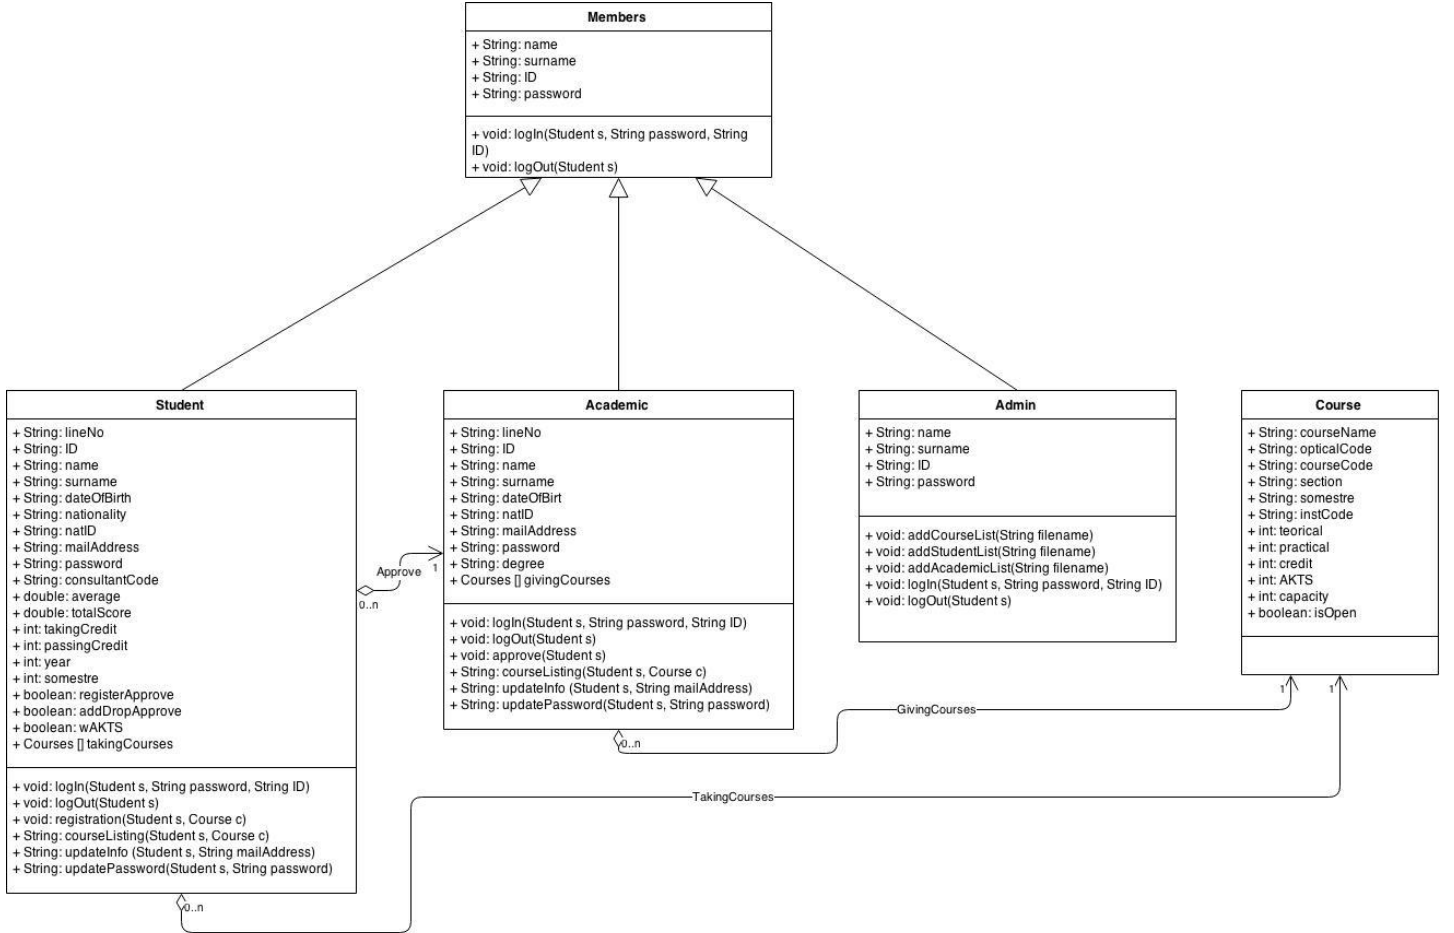 Members
+ String: name
+ String: surname
+ String: ID
+ String: password
+ void: logIn(Student s, String password, String
ID)
+ void: logOut(Student s)
Student
+ String: lineNo
+ String: ID
+ String: name
+ String: surname
+ String: dateOfBirth
+ String: nationality
+ String: natID
+ String: mailAddress
+ String: password
+ String: consultantCode
+ double: average
+ double: totalScore
+ int: takingCredit
+ int: passingCredit
+ int: year
+ int: somestre
+ boolean: registerApprove
+ boolean: addDropApprove
+ boolean: wAKTS
+ Courses [] takingCourses
+ void: logIn(Student s, String password, String ID)
+ void: logOut(Student s)
+ void: registration(Student s, Course c)
+ String: courseListing(Student s, Course c)
+ String: updateInfo (Student s, String mailAddress)
+ String: updatePassword(Student s, String password)
0..n
Approve
1
0..n
Academic
+ String: lineNo
+ String: ID
+ String: name
+ String: surname
+ String: dateOfBirt
+ String: natID
+ String: mailAddress
+ String: password
+ String: degree
+ Courses [] givingCourses
+ void: logIn(Student s, String password, String ID)
+ void: logOut(Student s)
+ void: approve(Student s)
+ String: courseListing(Student s, Course c)
+ String: updateInfo (Student s, String mailAddress)
+ String: updatePassword(Student s, String password)
0..n
Admin
+ String: name
+ String: surname
+ String: ID
+ String: password
+ void: addCourseList(String filename)
+ void: addStudentList(String filename)
+ void: addAcademicList(String filename)
+ void: logIn(Student s, String password, String ID)
+ void: logOut(Student s)
Course
+ String: courseName
+ String: opticalCode
+ String: courseCode
+ String: section
+ String: somestre
+ String: instCode
+ int: teorical
+ int: practical
+ int: credit
+ int: AKTS
+ int: capacity
+ boolean: isOpen
1
1
GivingCourses
TakingCourses